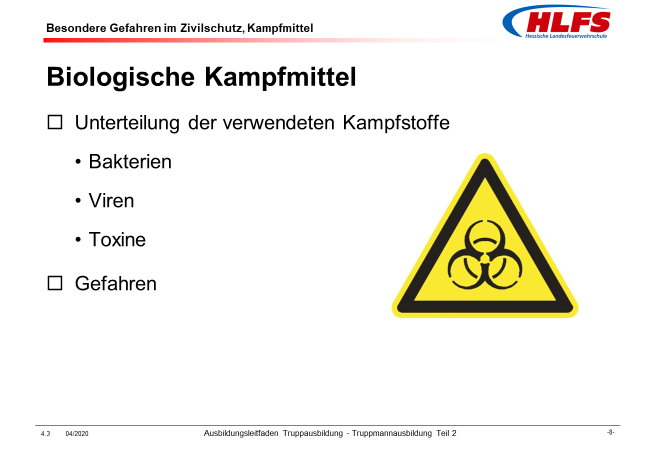 Besondere Gefahren im Zivilschutz, Kampfmittel
HLFS
Hessische Landesfeuerwehrschule
Biologische Kampfmittel
Unterteilung der verwendeten Kampfstoffe
• Bakterien
• Viren
• Toxine
Gefahren
4.3 04/2020 Ausbildungsleitfaden Truppausbildung - Truppmannausbildung Teil 2 -8-